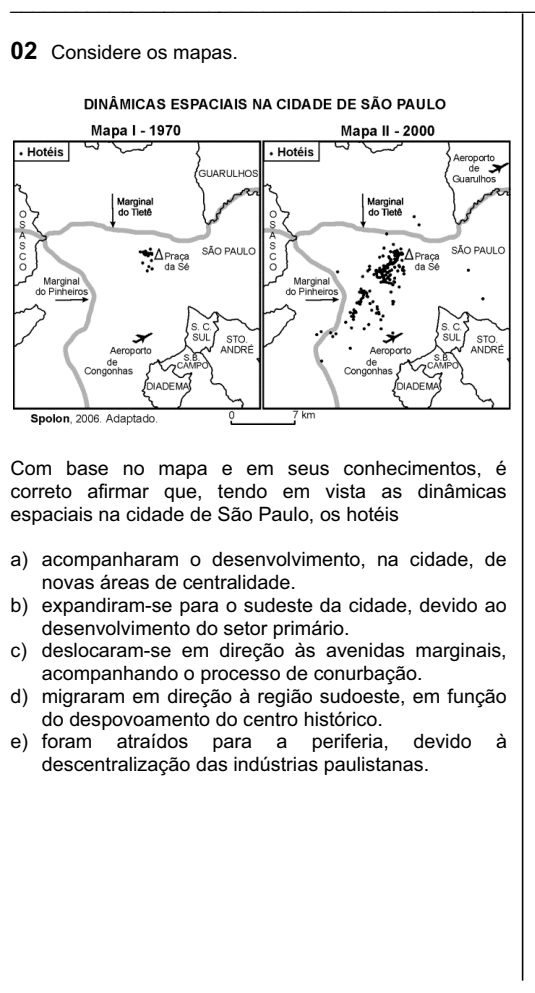 02 Considere os mapas.
DINÂMICAS ESPACIAIS NA CIDADE DE SÃO PAULO
Mapa I - 1970
• Hotéis
GUARULHOS
Marginal
do Tietê
OSASCO
SÃO PAULO
Praça
da Sé
Marginal
do Pinheiros
Aeroporto
de
Congonhas
S. C.
SUL
STO.
ANDRÉ
S.B.
CAMPO
DIADEMA
Mapa II - 2000
• Hotéis
Aeroporto
de
Guarulhos
Marginal
do Tietê
OSASCO
SÃO PAULO
Praça
da Sé
Marginal
do Pinheiros
Aeroporto
de
Congonhas
S. C.
SUL
STO.
ANDRÉ
S.B.
CAMPO
DIADEMA
Spolon, 2006. Adaptado.
0 7 km
Com base no mapa e em seus conhecimentos, é
correto afirmar que, tendo em vista as dinâmicas
espaciais na cidade de São Paulo, os hotéis
a) acompanharam o desenvolvimento, na cidade, de
novas áreas de centralidade.
b) expandiram-se para o sudeste da cidade, devido ao
desenvolvimento do setor primário.
c) deslocaram-se em direção às avenidas marginais,
acompanhando o processo de conurbação.
d) migraram em direção à região sudoeste, em função
do despovoamento do centro histórico.
e) foram atraídos para a periferia, devido à
descentralização das indústrias paulistanas.